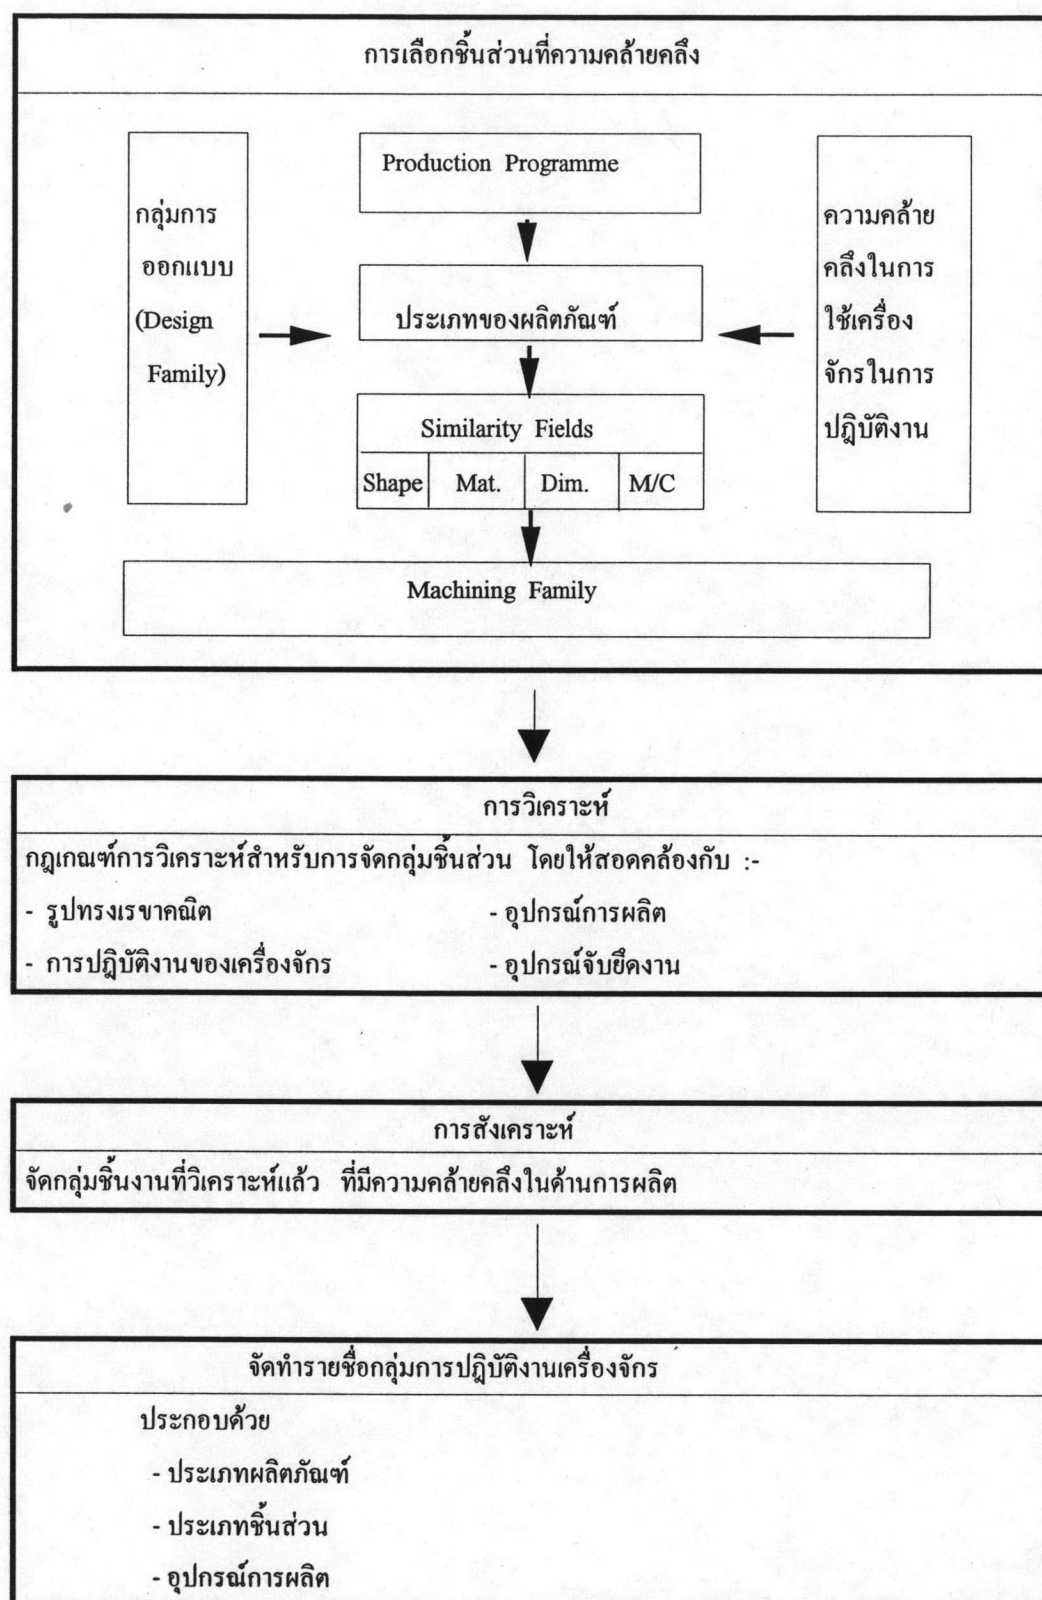 การเลือกชิ้นส่วนที่ความคล้ายคลึง
กลุ่มการ
ออกแบบ
(Design
Family)
Production Programme
ประเภทของผลิตภัณฑ์
Similarity Fields
Shape Mat. Dim. M/C
ความคล้าย
คลึงในการ
ใช้เครื่อง
จักรในการ
ปฎิบัติงาน
Machining Family
การวิเคราะห์
กฎเกณฑ์การวิเคราะห์สำหรับการจัดกลุ่มชิ้นส่วน โดยให้สอดคล้องกับ :-
- รูปทรงเรขาคณิต - อุปกรณ์การผลิต
- การปฎิบัติงานของเครื่องจักร - อุปกรณ์จับยึดงาน
การสังเคราะห์
จัดกลุ่มชิ้นงานที่วิเคราะห์แล้ว ที่มีความคล้ายคลึงในด้านการผลิต
จัดทำรายชื่อกลุ่มการปฎิบัติงานเครื่องจักร
ประกอบด้วย
- ประเภทผลิตภัณฑ์
- ประเภทชิ้นส่วน
- อุปกรณ์การผลิต